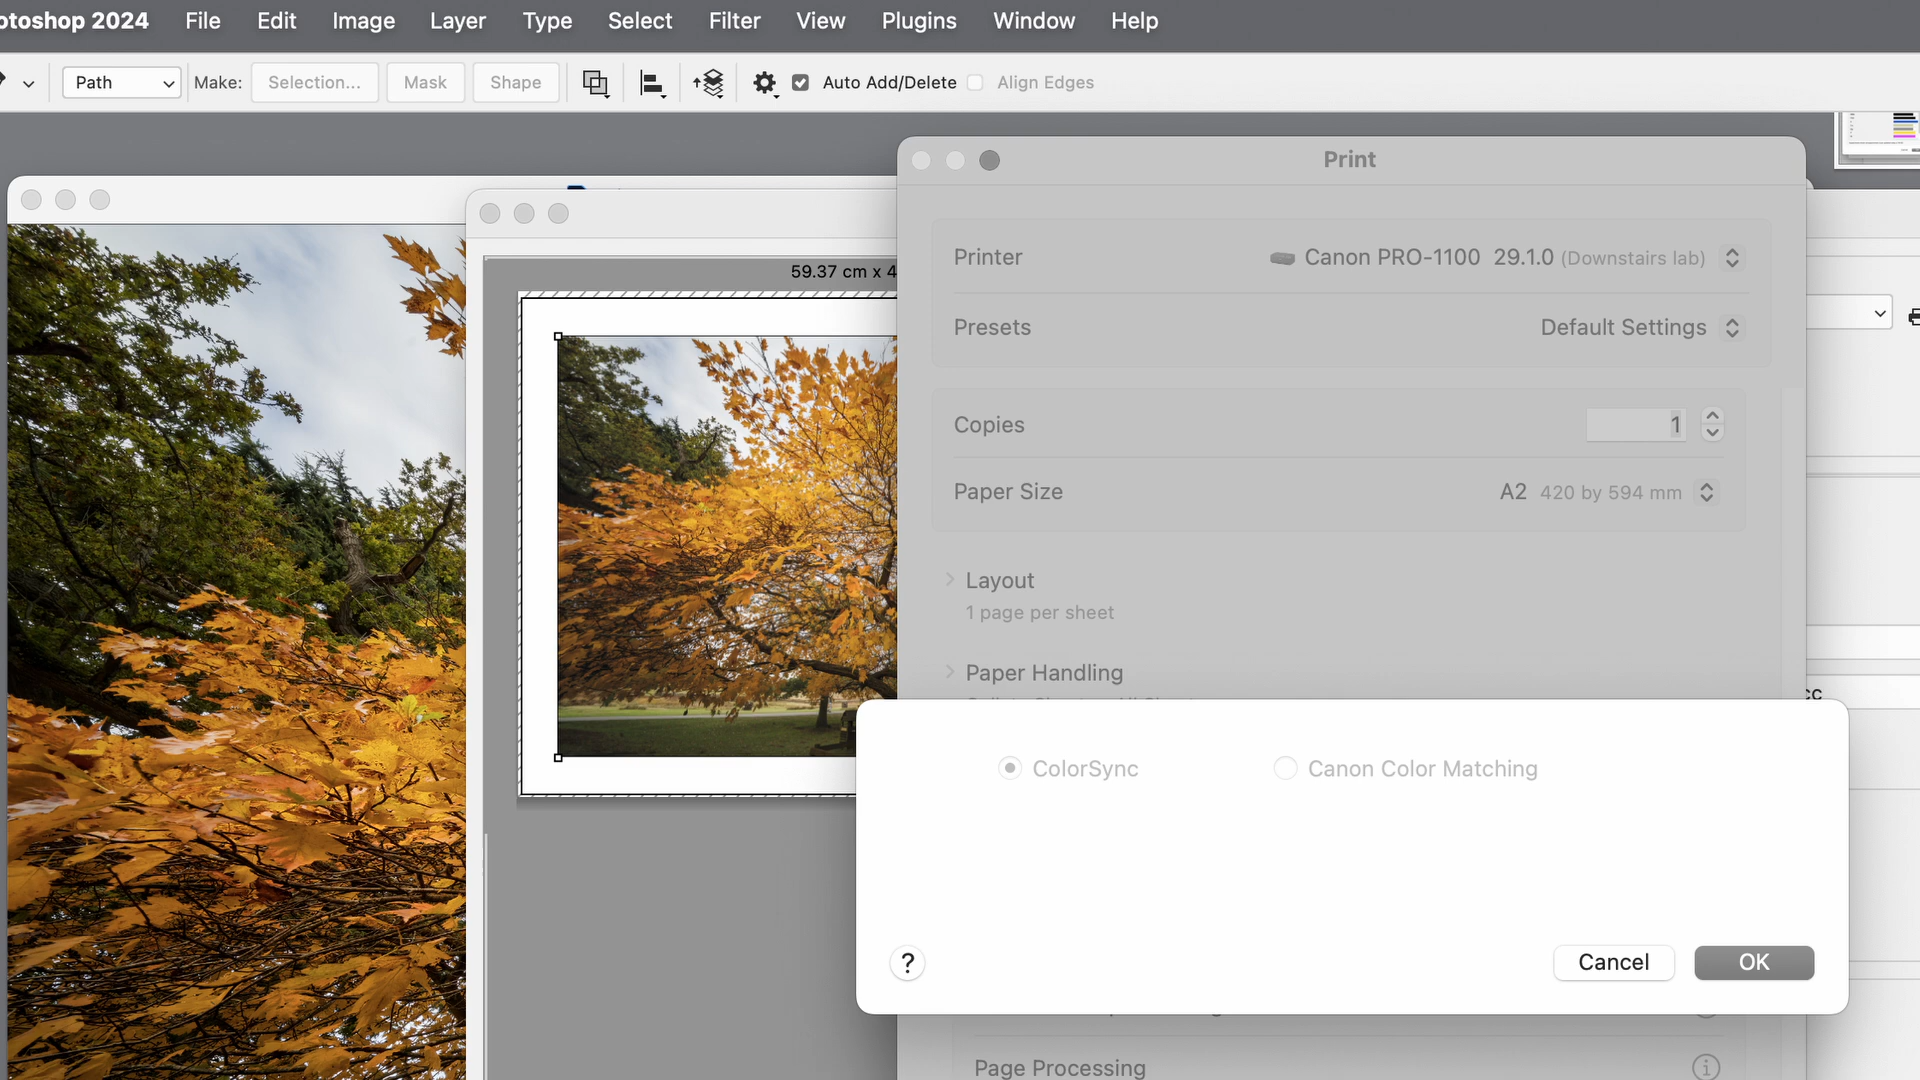 otoshop 2024 File Edit Image Layer Type Select Filter View Plugins Window Help
Path Make: Selection... Mask Shape Auto Add/Delete Align Edges
Print
59.37 cm x 4
Printer Canon PRO-1100 29.1.0 (Downstairs lab)
Presets Default Settings
Copies 1
Paper Size A2 420 by 594 mm
Layout
1 page per sheet
Paper Handling
cc
ColorSync Canon Color Matching
? Cancel OK
Page Processing